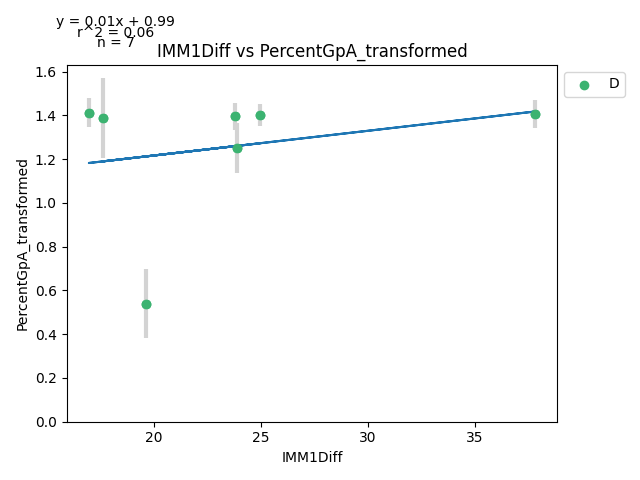 y = 0.01x + 0.99
r^2 = 0.06
n = 7
IMM1Diff vs PercentGpA_transformed
D
PercentGpA_transformed
1.6
1.4
1.2
1.0
0.8
0.6
0.4
0.2
0.0
20
25
30
35
IMM1Diff